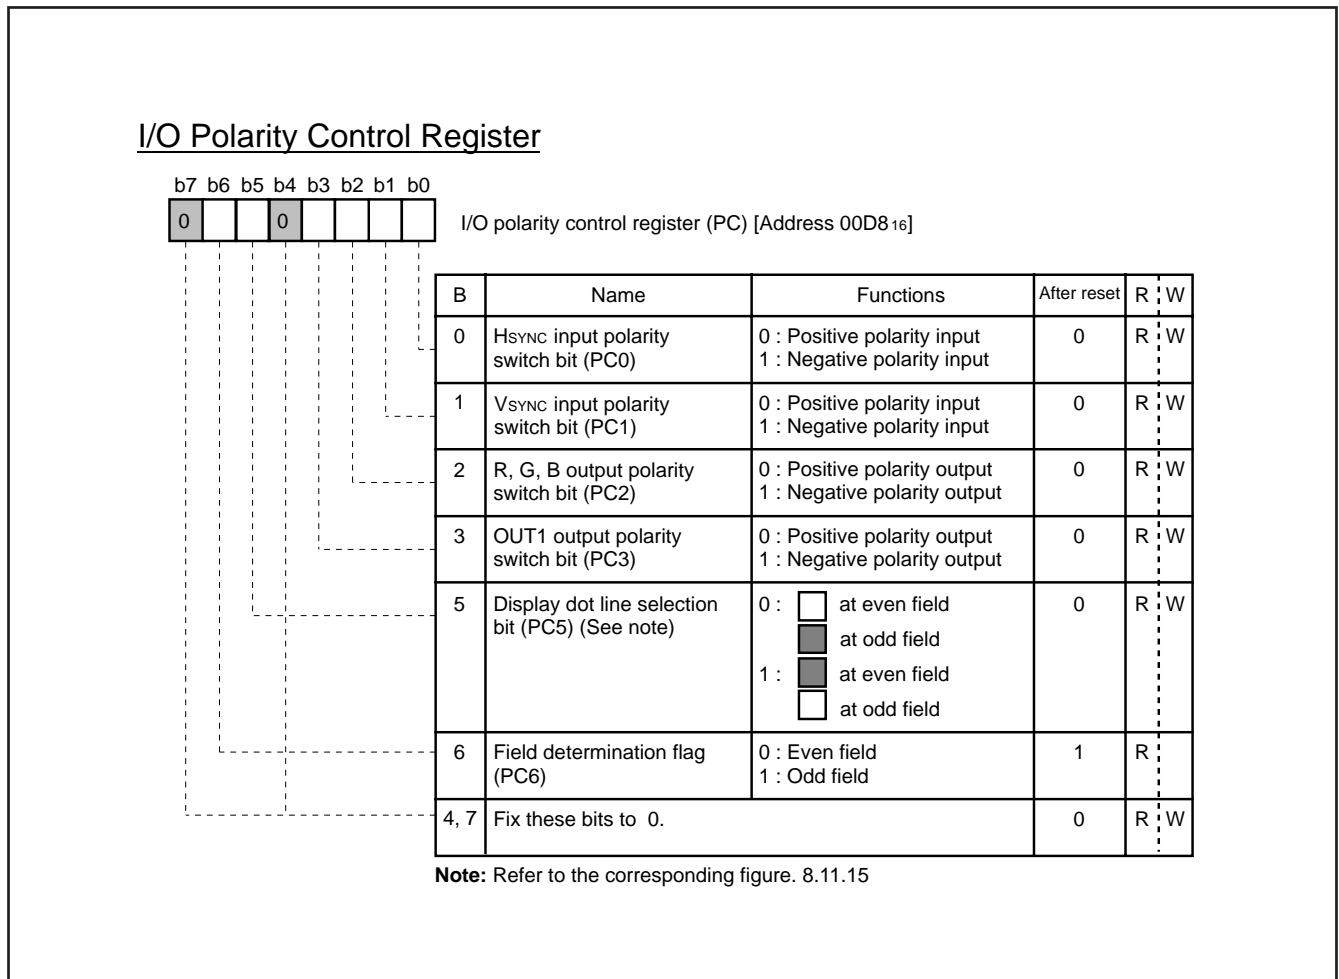 I/O Polarity Control Register
b7 b6 b5 b4 b3 b2 b1 b0
0 0
I/O polarity control register (PC) [Address 00D816]
B Name Functions After reset R W
0 HSYNC input polarity switch bit (PC0) 0 : Positive polarity input 1 : Negative polarity input 0 R W
1 VSYNC input polarity switch bit (PC1) 0 : Positive polarity input 1 : Negative polarity input 0 R W
2 R, G, B output polarity switch bit (PC2) 0 : Positive polarity output 1 : Negative polarity output 0 R W
3 OUT1 output polarity switch bit (PC3) 0 : Positive polarity output 1 : Negative polarity output 0 R W
5 Display dot line selection bit (PC5) (See note) 0 : at even field at odd field 1 : at even field at odd field 0 R W
6 Field determination flag (PC6) 0 : Even field 1 : Odd field 1 R
4, 7 Fix these bits to 0. 0 R W
Note: Refer to the corresponding figure. 8.11.15